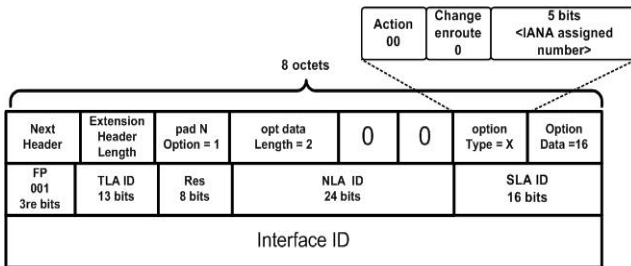 Action
00
Change
enroute
0
5 bits
<IANA assigned
number>
8 octets
Next
Header
Extension
Header
Length
pad N
Option = 1
opt data
Length = 2
0
0
option
Type = X
Option
Data =16
FP
001
3re bits
TLA ID
13 bits
Res
8 bits
NLA ID
24 bits
SLA ID
16 bits
Interface ID